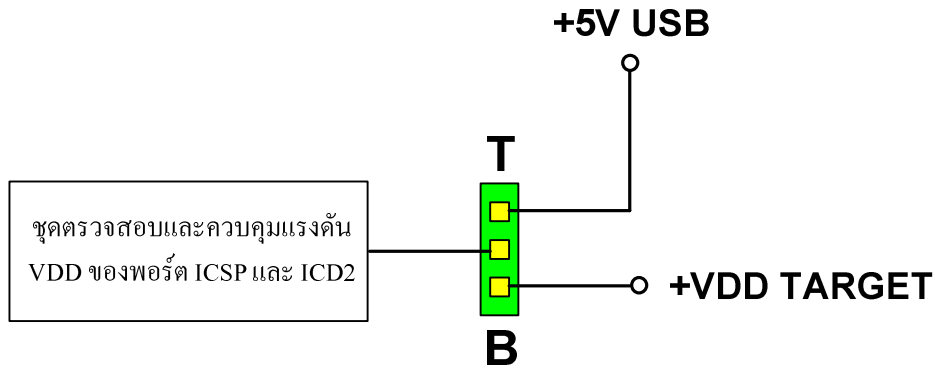 +5V USB
T
ชุดตรวจสอบและควบคุมแรงดัน
VDD ของพอร์ต ICSP และ ICD2
+VDD TARGET
B